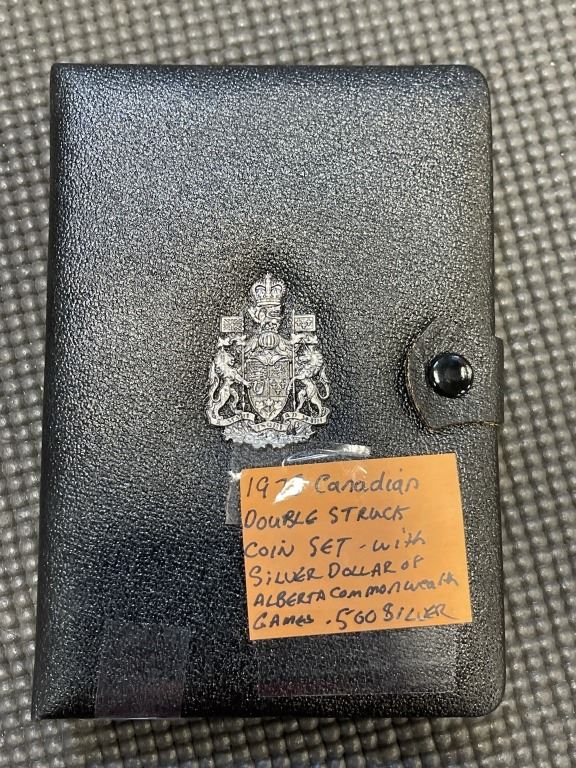 Canadian
DOUBLE STRUCK
COIN SET - with
SILVER DOLLAR OF
ALBERTA COMMONWEALTH
GAMES .500 SILVER